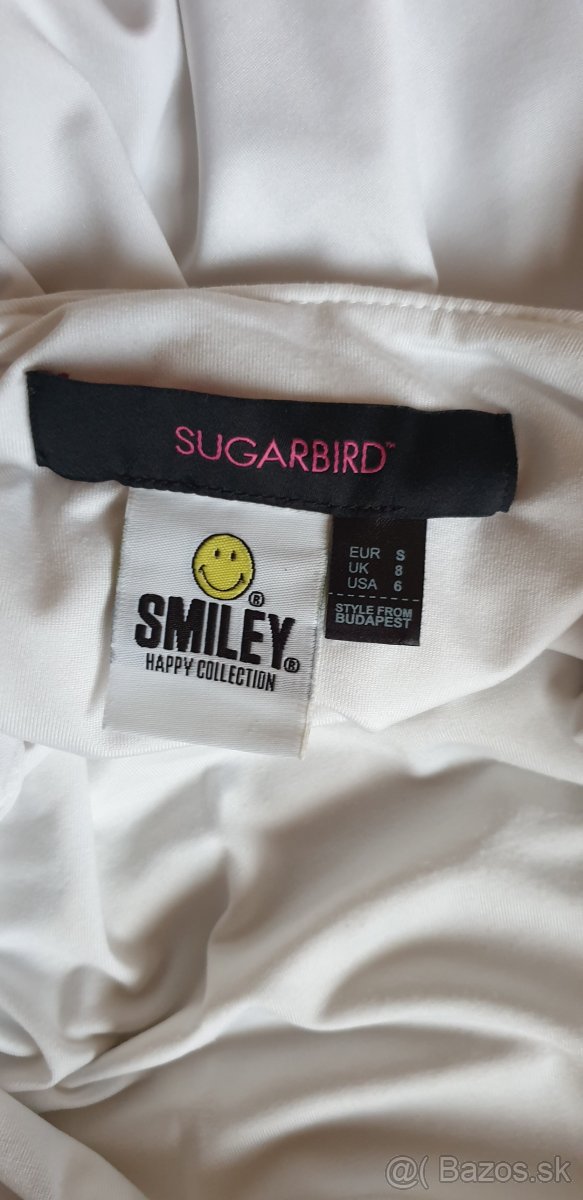 SUGARBIRD™
SMILEY®
HAPPY COLLECTION®
EUR S
UK 8
USA 6
STYLE FROM
BUDAPEST
@( Bazos.sk